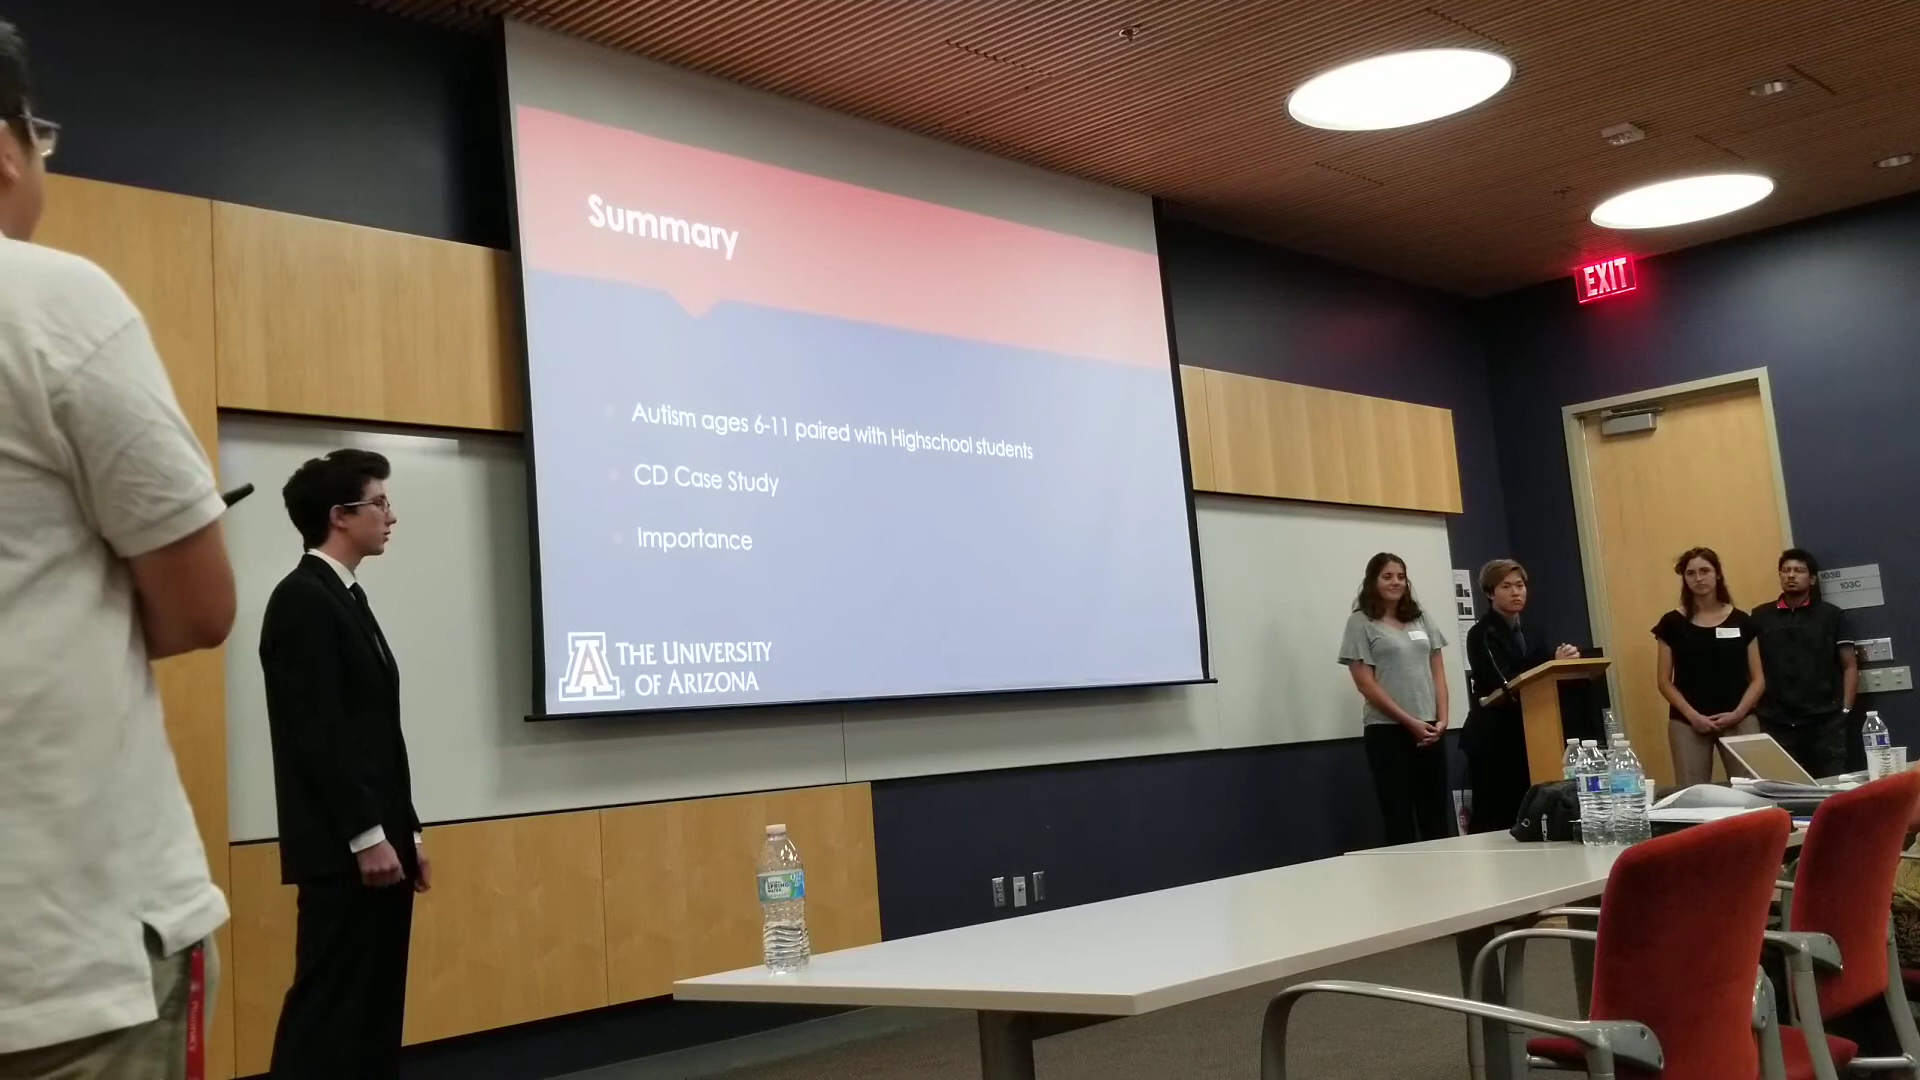 Summary
Autism ages 6-11 paired with Highschool students
CD Case Study
Importance
A
THE UNIVERSITY
OF ARIZONA
EXIT
103B
103C
SPRING